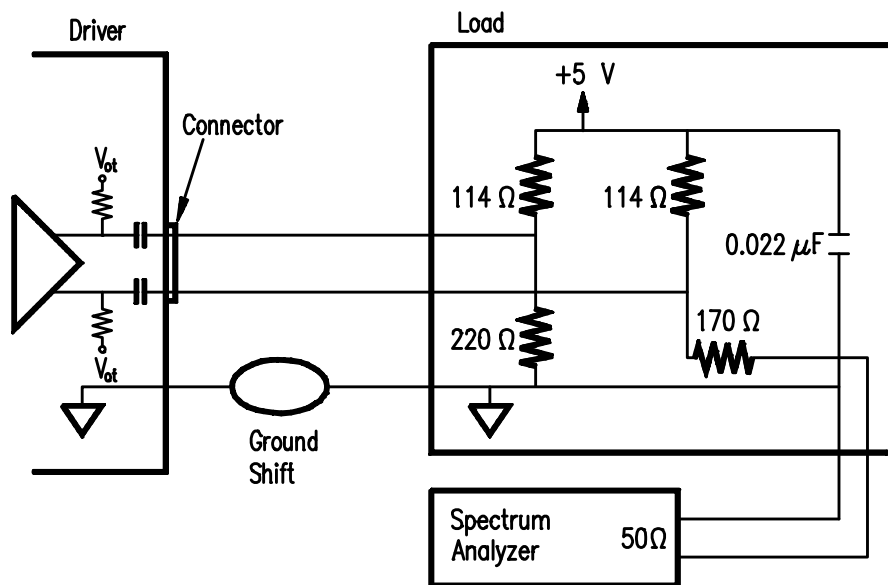 Driver
Load
+5 V
Connector
Vot
114 Ω
114 Ω
0.022 μF
170 Ω
220 Ω
Vot
Ground
Shift
Spectrum
Analyzer
50Ω